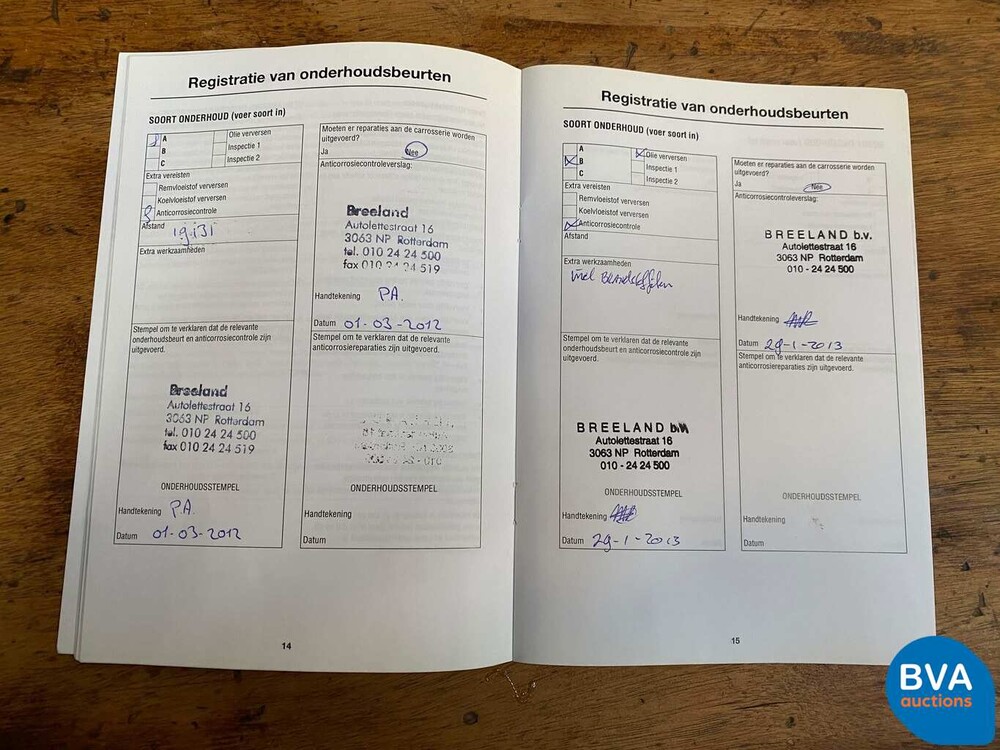 Registratie van onderhoudsbeurten
SOORT ONDERHOUD (voer soort in)
A
B
C
Olie verversen
Inspectie 1
Inspectie 2
Extra vereisten
Remvloeistof verversen
Koelvloeistof verversen
Anticorrosiecontrole
Afstand
Extra werkzaamheden
Stempel om te verklaren dat de relevante
onderhoudsbeurt en anticorrosiecontrole zijn
uitgevoerd.
Breeland
Autolettestraat 16
3063 NP Rotterdam
tel. 010 24 24 500
fax 010 24 24 519
ONDERHOUDSSTEMPEL
Handtekening PA.
Datum 01-03-2012
Moeten er reparaties aan de carrosserie worden
uitgevoerd?
Ja Nee
Anticorrosiecontroleverslag:
Breeland
Autolettestraat 16
3063 NP Rotterdam
tel. 010 24 24 500
fax 010 24 24 519
Handtekening PA.
Datum 01-03-2012
Stempel om te verklaren dat de relevante
anticorrosiereparaties zijn uitgevoerd.
ONDERHOUDSSTEMPEL
Handtekening
Datum
14
Registratie van onderhoudsbeurten
SOORT ONDERHOUD (voer soort in)
A
B
C
Olie verversen
Inspectie 1
Inspectie 2
Extra vereisten
Remvloeistof verversen
Koelvloeistof verversen
Anticorrosiecontrole
Afstand
Extra werkzaamheden
Stempel om te verklaren dat de relevante
onderhoudsbeurt en anticorrosiecontrole zijn
uitgevoerd.
BREELAND b.v.
Autolettestraat 16
3063 NP Rotterdam
010 - 24 24 500
ONDERHOUDSSTEMPEL
Handtekening
Datum 29-1-2013
Moeten er reparaties aan de carrosserie worden
uitgevoerd?
Ja Nee
Anticorrosiecontroleverslag:
BREELAND b.v.
Autolettestraat 16
3063 NP Rotterdam
010 - 24 24 500
Handtekening
Datum 29-1-2013
Stempel om te verklaren dat de relevante
anticorrosiereparaties zijn uitgevoerd.
ONDERHOUDSSTEMPEL
Handtekening
Datum
15
BVA
auctions